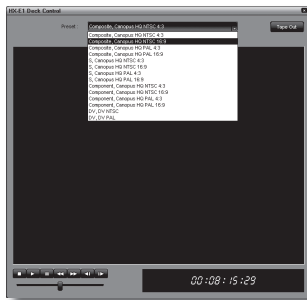 HX-E1 Dock Control
Preset: Composite, Canopus HQ NTSC 4:3 Tape Out
Composite, Canopus HQ NTSC 4:3
Composite, Canopus HQ NTSC 16:9
Composite, Canopus HQ PAL 4:3
Composite, Canopus HQ PAL 16:9
S, Canopus HQ NTSC 4:3
S, Canopus HQ NTSC 16:9
S, Canopus HQ PAL 4:3
S, Canopus HQ PAL 16:9
Component, Canopus HQ NTSC 4:3
Component, Canopus HQ NTSC 16:9
Component, Canopus HQ PAL 4:3
Component, Canopus HQ PAL 16:9
DV, DV NTSC
DV, DV PAL
00:08:15:29